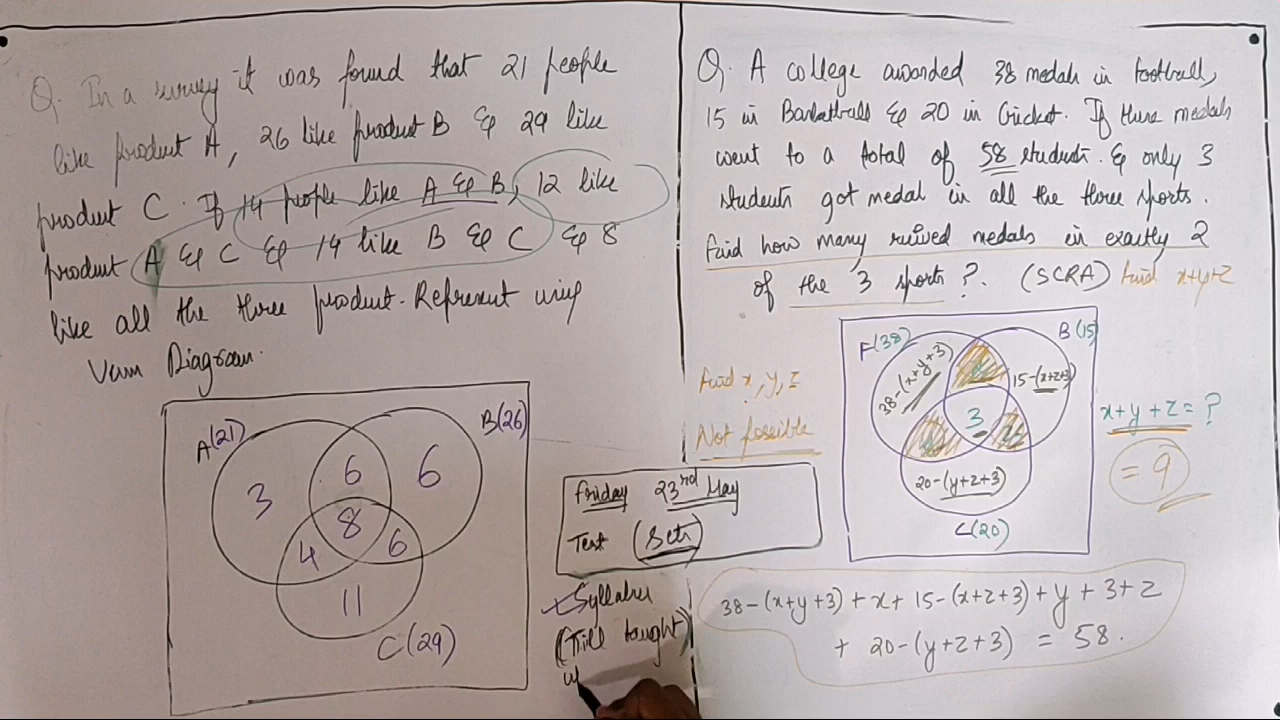 Q. In a survey it was found that 21 people
like product A, 26 like product B & 29 like
product C. If 14 people like A & B, 12 like
product A & C & 14 like B & C & 8
like all the three product. Represent using
Venn Diagram.
A(21)
B(26)
3
6
6
8
4
6
11
C(29)
Q. A college awarded 38 medals in football,
15 in Basketball & 20 in Cricket. If these medals
went to a total of 58 students & only 3
students got medal in all the three sports.
Find how many received medals in exactly 2
of the 3 sports ?. (SCRA) Find x+y+z
Find x, y, z
Not possible
F(38)
B(15)
38-(x+y+3)
15-(x+z+3)
3
20-(y+z+3)
C(20)
x+y+z=?
= 9
Friday 23rd May
Test (Sets)
Syllabus
(Till taught)
38-(x+y+3) + x + 15-(x+z+3) + y + 3 + z
+ 20-(y+z+3) = 58.